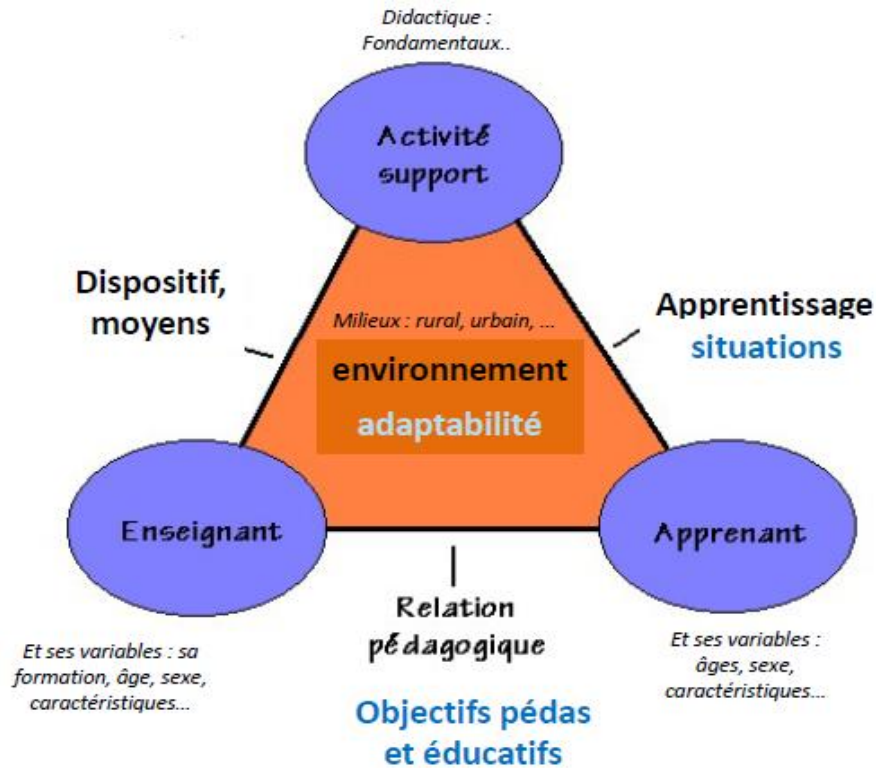 Didactique :
Fondamentaux..
Activité
support
Dispositif,
moyens
Milieux : rural, urbain, ...
Apprentissage
situations
environnement
adaptabilité
Enseignant
Apprenant
Relation
pédagogique
Et ses variables : sa
formation, âge, sexe,
caractéristiques...
Et ses variables :
âges, sexe,
caractéristiques...
Objectifs pédas
et éducatifs